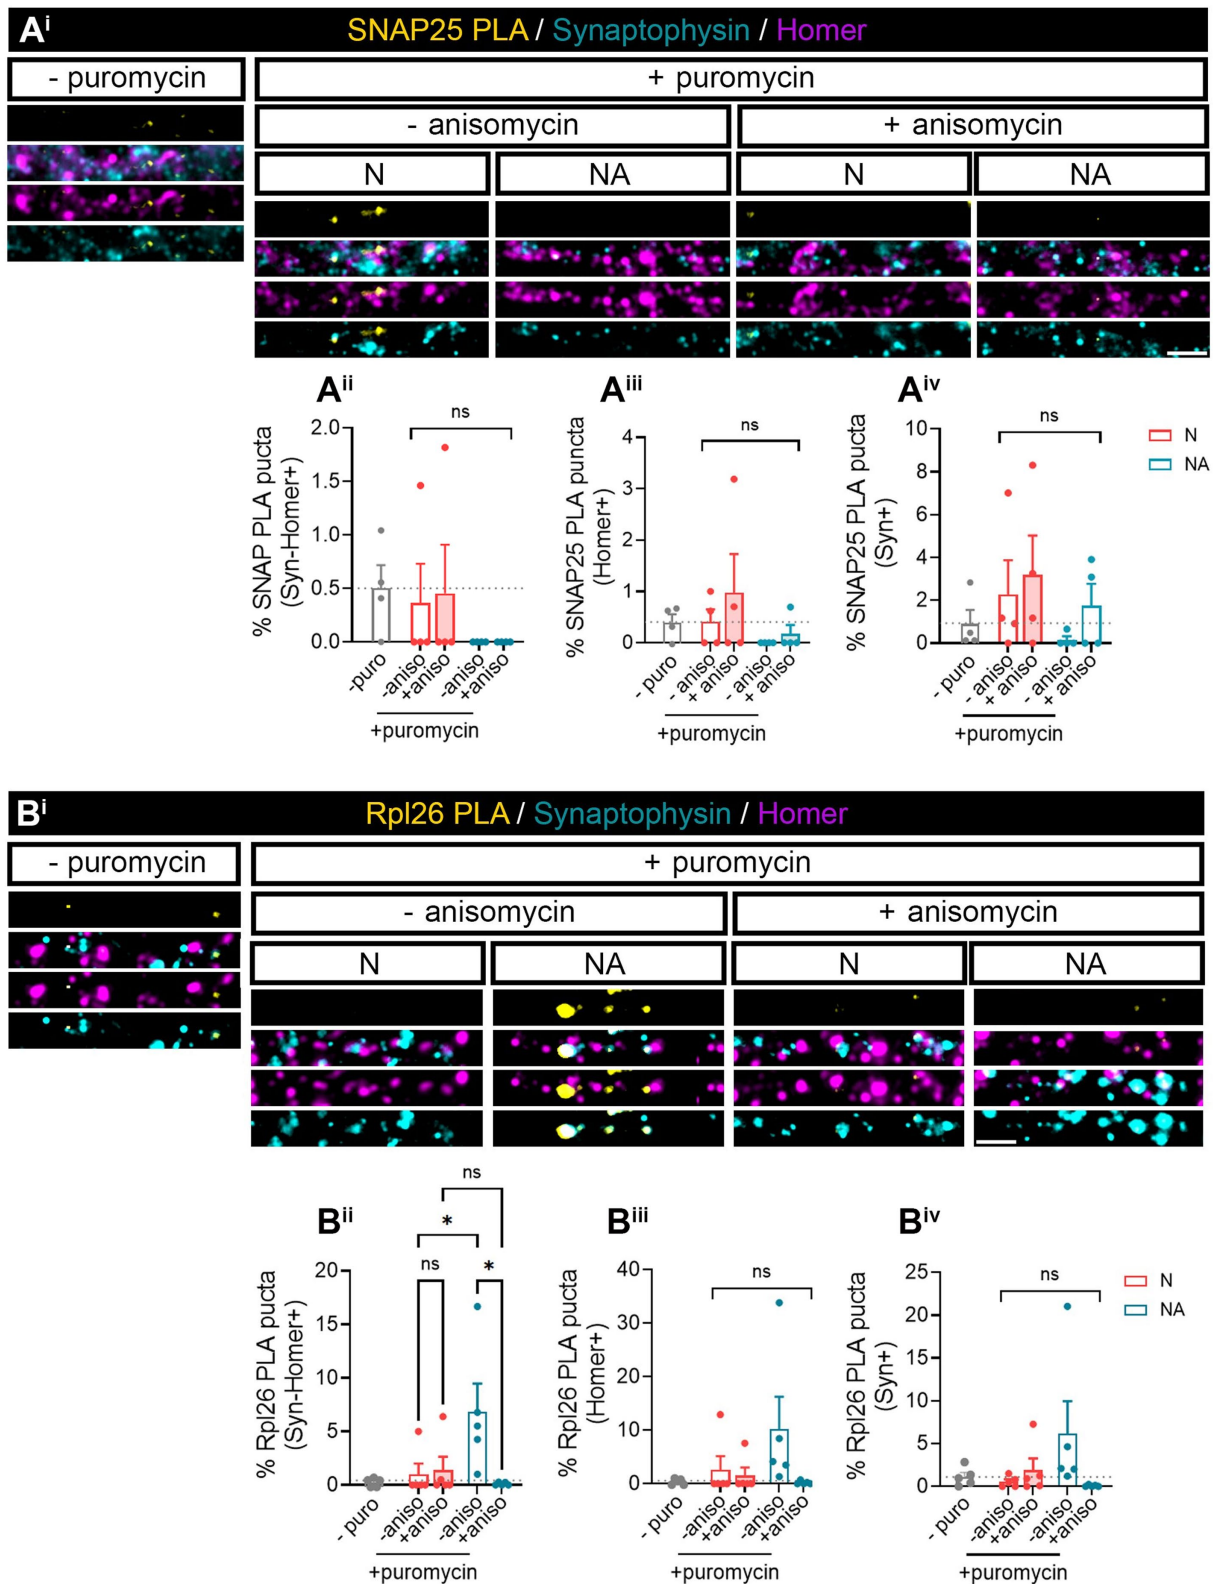 Ai
SNAP25 PLA / Synaptophysin / Homer
- puromycin
+ puromycin
- anisomycin
+ anisomycin
N
NA
N
NA
Aii
% SNAP PLA pucta
(Syn-Homer+)
ns
2.0
1.5
1.0
0.5
0.0
-puro
-aniso
+aniso
-aniso
+aniso
+puromycin
Aiii
% SNAP25 PLA puncta
(Homer+)
ns
4
3
2
1
0
- puro
- aniso
+ aniso
- aniso
+ aniso
+puromycin
Aiv
% SNAP25 PLA pucta
(Syn+)
ns
10
8
6
4
2
0
- puro
- aniso
+ aniso
- aniso
+ aniso
+puromycin
N
NA
Bi
Rpl26 PLA / Synaptophysin / Homer
- puromycin
+ puromycin
- anisomycin
+ anisomycin
N
NA
N
NA
Bii
% Rpl26 PLA pucta
(Syn-Homer+)
ns
*
ns
*
20
15
10
5
0
- puro
-aniso
+aniso
-aniso
+aniso
+puromycin
Biii
% Rpl26 PLA pucta
(Homer+)
ns
40
30
20
10
0
- puro
-aniso
+aniso
-aniso
+aniso
+puromycin
Biv
% Rpl26 PLA pucta
(Syn+)
ns
25
20
15
10
5
0
- puro
-aniso
+aniso
-aniso
+aniso
+puromycin
N
NA